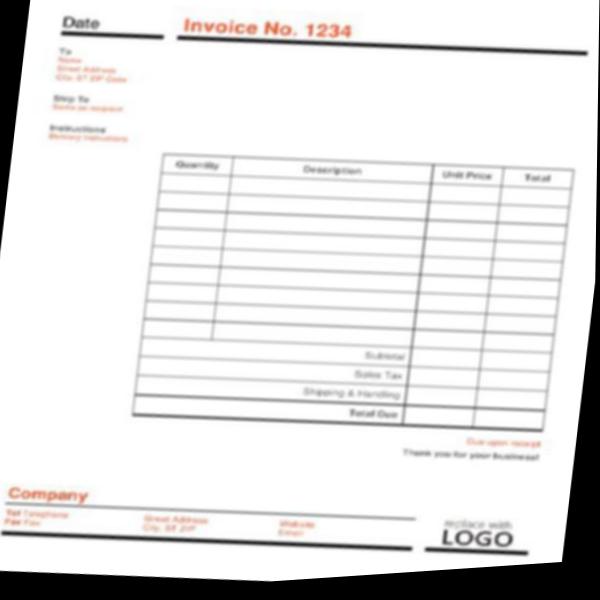 Date
Invoice No. 1234
To
Name
Street Address
City, ST ZIP Code
Ship To
Same as recipient
Instructions
Delivery Instructions
Quantity Description Unit Price Total
Subtotal
Sales Tax
Shipping & Handling
Total Due
Due upon receipt
Thank you for your business!
Company
Tel Telephone Street Address Website
Fax Fax City, ST ZIP Email
replace with
LOGO